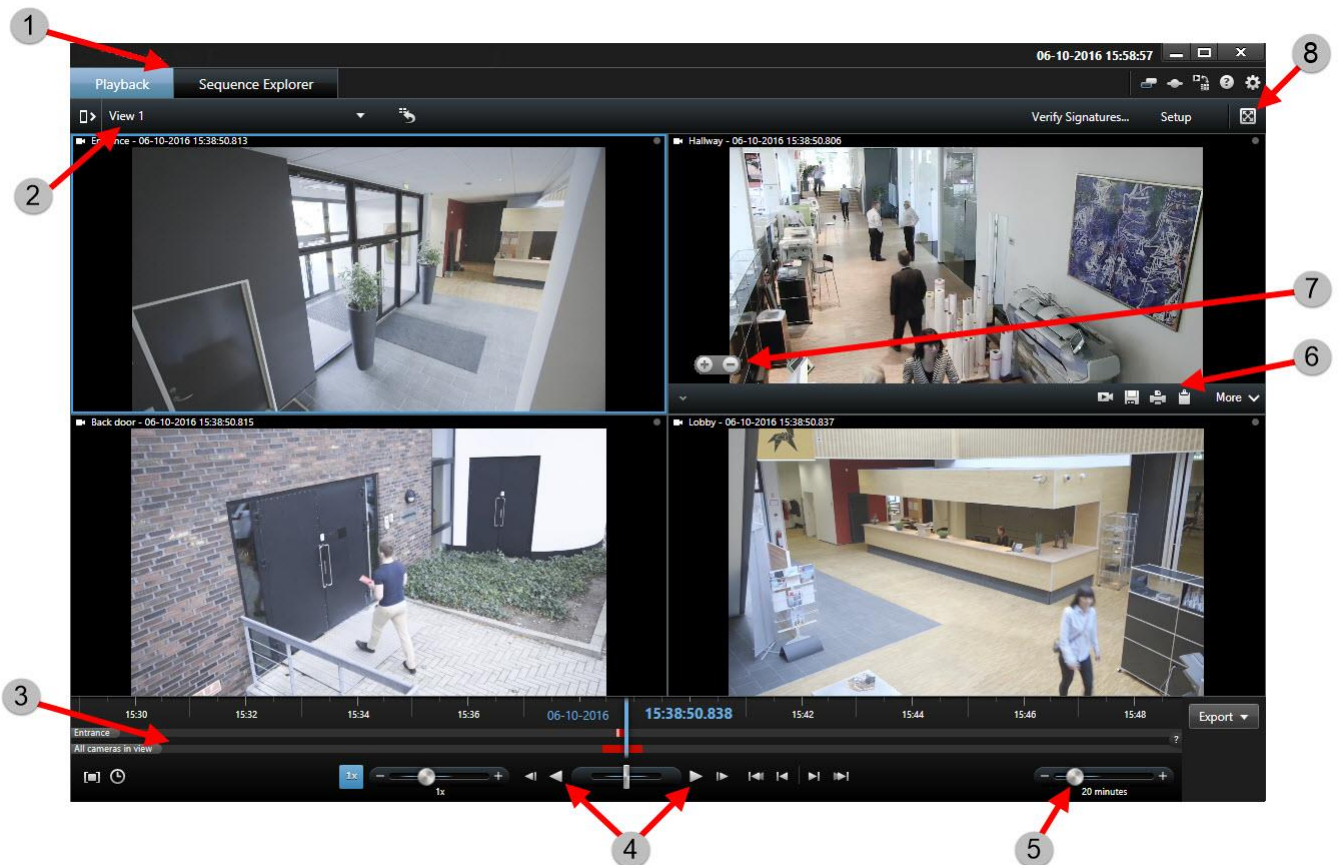 1
06-10-2016 15:58:57
8
Playback Sequence Explorer
View 1 Verify Signatures... Setup
Entrance - 06-10-2016 15:38:50.813
Hallway - 06-10-2016 15:38:50.806
2
7
6
More
Back door - 06-10-2016 15:38:50.815
Lobby - 06-10-2016 15:38:50.837
3
15:30 15:32 15:34 15:36 06-10-2016 15:38:50.838 15:42 15:44 15:46 15:48 Export
Entrance
?
All cameras in view
1x
1x
20 minutes
4
5